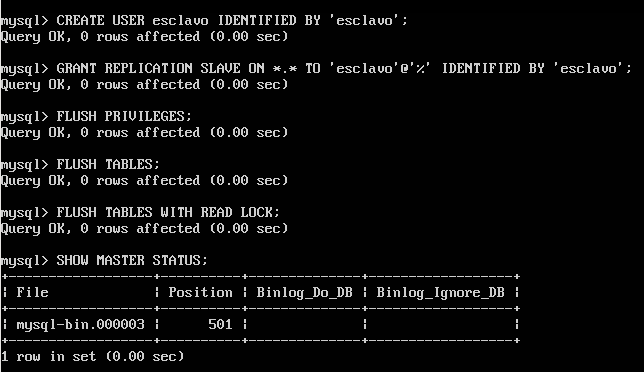 mysql> CREATE USER esclavo IDENTIFIED BY 'esclavo';
Query OK, 0 rows affected (0.00 sec)
mysql> GRANT REPLICATION SLAVE ON *.* TO 'esclavo'@'%' IDENTIFIED BY 'esclavo';
Query OK, 0 rows affected (0.00 sec)
mysql> FLUSH PRIVILEGES;
Query OK, 0 rows affected (0.00 sec)
mysql> FLUSH TABLES;
Query OK, 0 rows affected (0.00 sec)
mysql> FLUSH TABLES WITH READ LOCK;
Query OK, 0 rows affected (0.00 sec)
mysql> SHOW MASTER STATUS;
+------------------+----------+--------------+------------------+
| File             | Position | Binlog_Do_DB | Binlog_Ignore_DB |
+------------------+----------+--------------+------------------+
| mysql-bin.000003 |      501 |              |                  |
+------------------+----------+--------------+------------------+
1 row in set (0.00 sec)